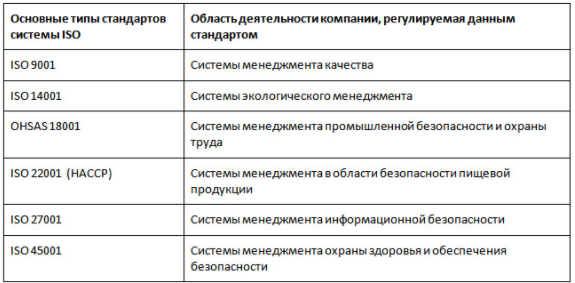 Основные типы стандартов
системы ISO
Область деятельности компании, регулируемая данным
стандартом
ISO 9001
Системы менеджмента качества
ISO 14001
Системы экологического менеджмента
OHSAS 18001
Системы менеджмента промышленной безопасности и охраны
труда
ISO 22001 (HACCP)
Системы менеджмента в области безопасности пищевой
продукции
ISO 27001
Системы менеджмента информационной безопасности
ISO 45001
Системы менеджмента охраны здоровья и обеспечения
безопасности